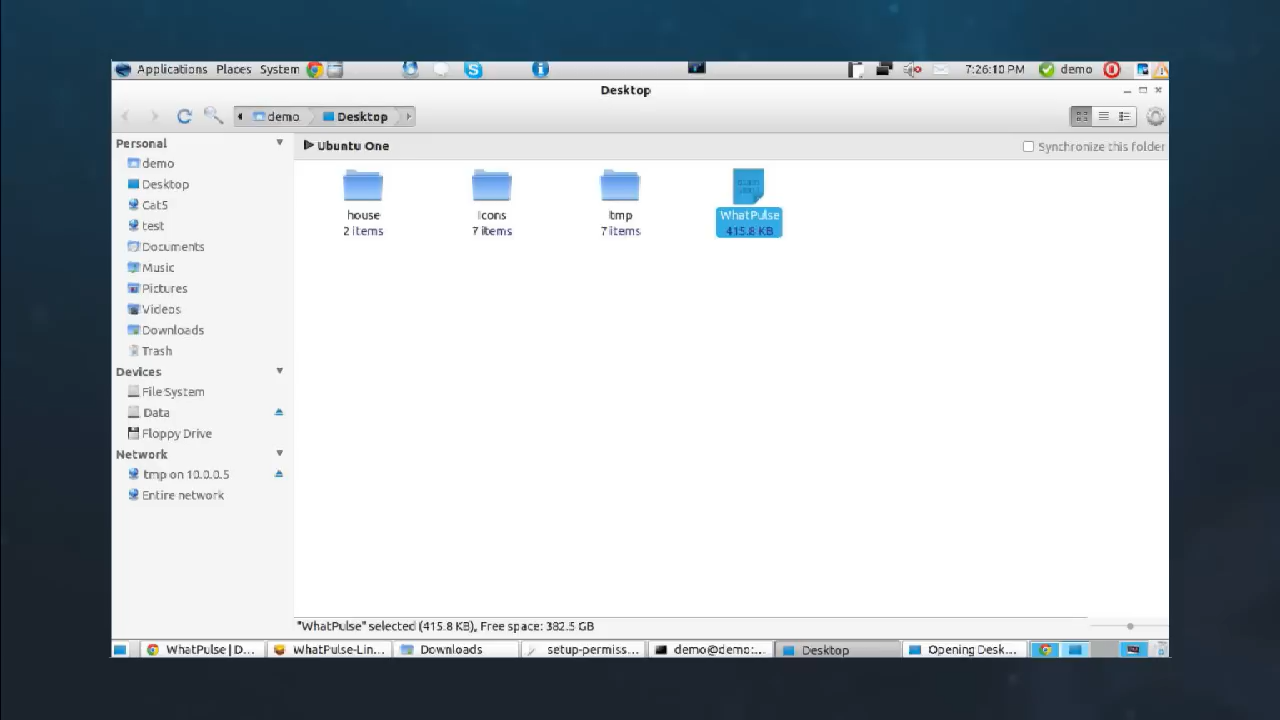 Applications Places System 7:26:10 PM demo
Desktop
demo Desktop
Personal
demo
Desktop
Cat5
test
Documents
Music
Pictures
Videos
Downloads
Trash
Devices
File System
Data
Floppy Drive
Network
tmp on 10.0.0.5
Entire network
Ubuntu One Synchronize this folder
house
2 items
Icons
7 items
tmp
7 items
WhatPulse
415.8 KB
"WhatPulse" selected (415.8 KB), Free space: 382.5 GB
WhatPulse | D... WhatPulse-Lin... Downloads setup-permiss... demo@demo:... Desktop Opening Desk...